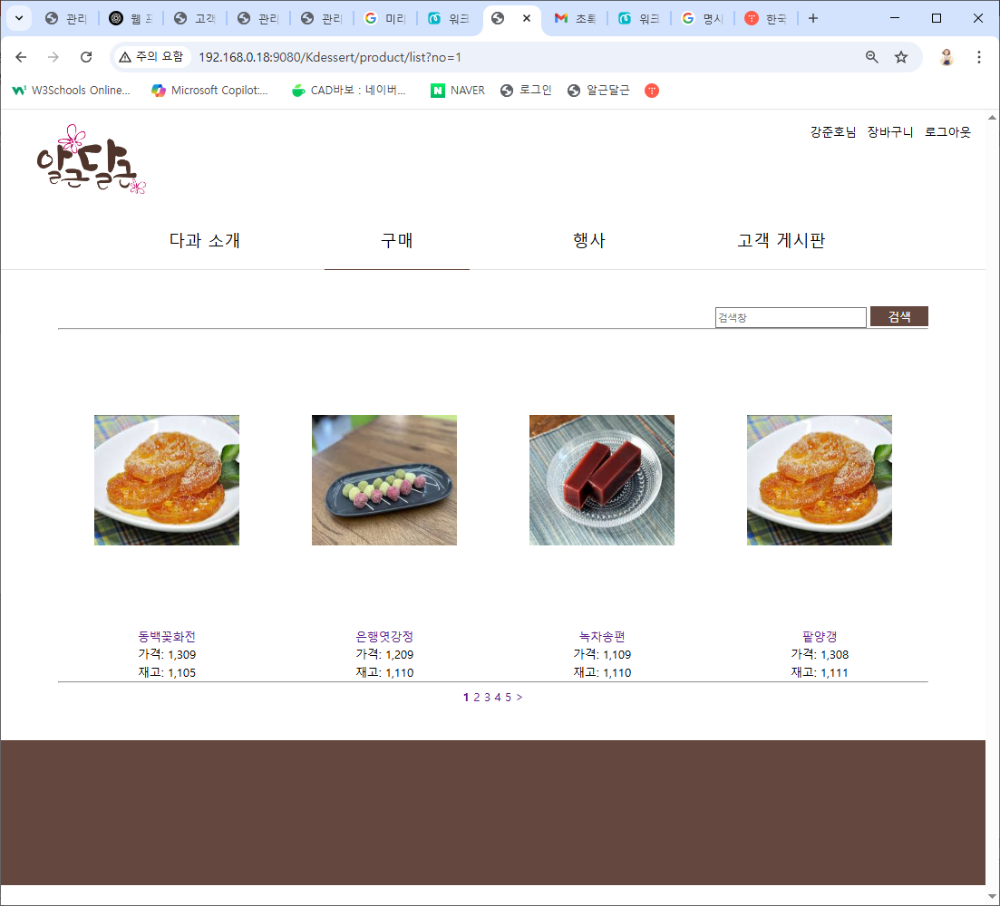 관리
웹 프
고객
관리
관리
미리
워크
초록
워크
명시
한국
주의 요함
192.168.0.18:9080/Kdessert/product/list?no=1
W3Schools Online...
Microsoft Copilot:...
CAD바보 : 네이버...
NAVER
로그인
알근달근
알근달근
강준호님 장바구니 로그아웃
다과 소개
구매
행사
고객 게시판
검색창
검색
동백꽃화전
가격: 1,309
재고: 1,105
은행엿강정
가격: 1,209
재고: 1,110
녹차송편
가격: 1,109
재고: 1,110
팥양갱
가격: 1,308
재고: 1,111
1 2 3 4 5 >